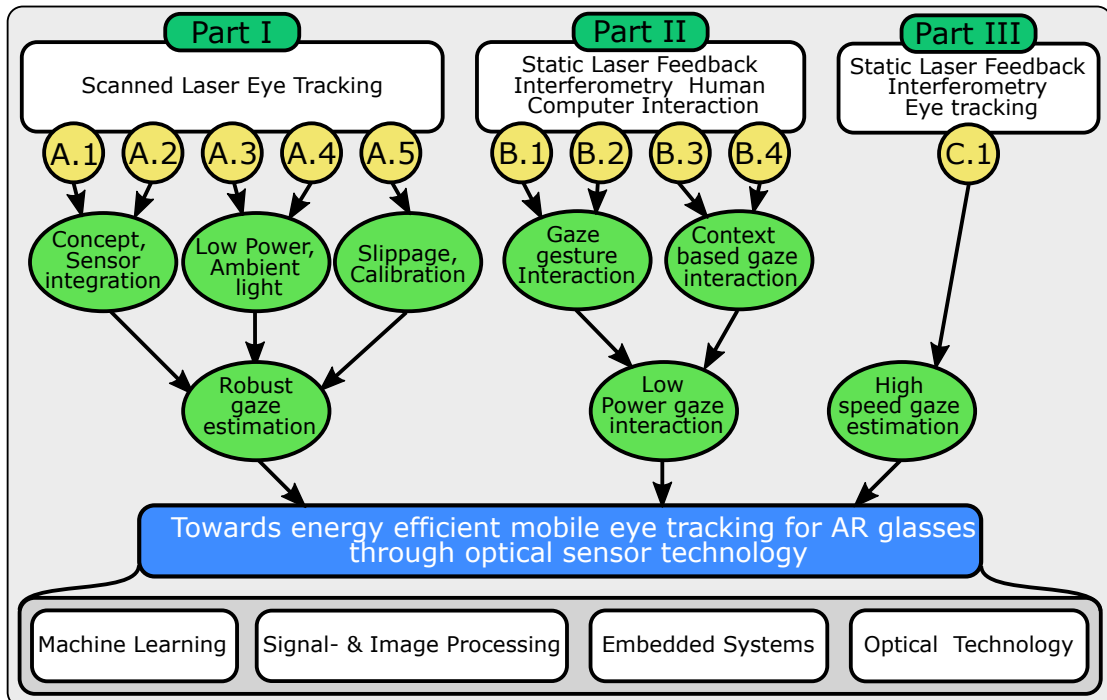 Part I
Part II
Part III
Scanned Laser Eye Tracking
Static Laser Feedback
Interferometry Human
Computer Interaction
Static Laser Feedback
Interferometry
Eye tracking
A.1
A.2
A.3
A.4
A.5
B.1
B.2
B.3
B.4
C.1
Concept,
Sensor
integration
Low Power,
Ambient
light
Slippage,
Calibration
Gaze
gesture
Interaction
Context
based gaze
interaction
Robust
gaze
estimation
Low
Power gaze
interaction
High
speed gaze
estimation
Towards energy efficient mobile eye tracking for AR glasses
through optical sensor technology
Machine Learning
Signal- & Image Processing
Embedded Systems
Optical Technology